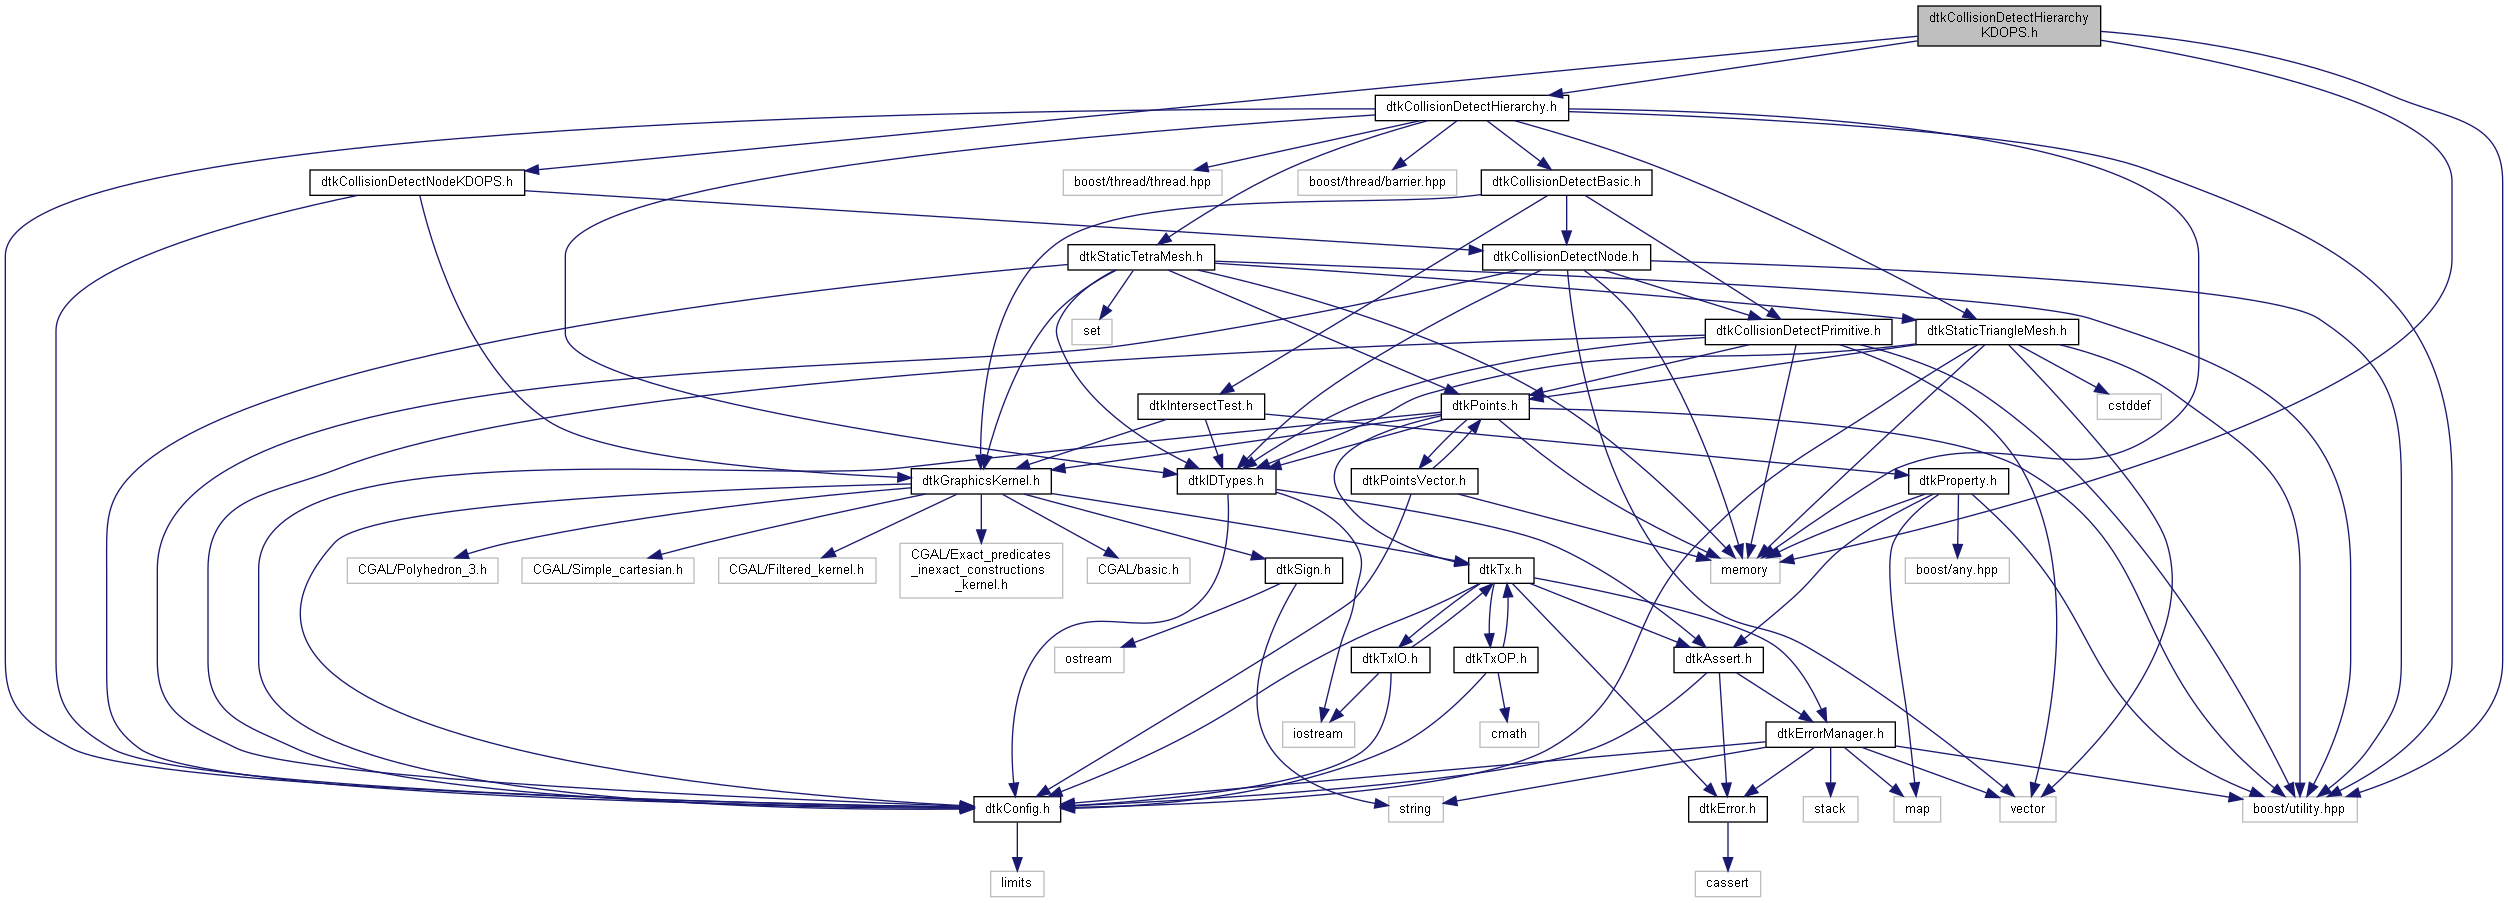 dtkCollisionDetectHierarchy
KDOPS.h
dtkCollisionDetectHierarchy.h
dtkCollisionDetectNodeKDOPS.h
boost/thread/thread.hpp
boost/thread/barrier.hpp
dtkCollisionDetectBasic.h
dtkStaticTetraMesh.h
dtkCollisionDetectNode.h
set
dtkCollisionDetectPrimitive.h
dtkStaticTriangleMesh.h
dtkIntersectTest.h
dtkPoints.h
cstddef
dtkGraphicsKernel.h
dtkIDTypes.h
dtkPointsVector.h
dtkProperty.h
CGAL/Polyhedron_3.h
CGAL/Simple_cartesian.h
CGAL/Filtered_kernel.h
CGAL/Exact_predicates
_inexact_constructions
_kernel.h
CGAL/basic.h
dtkSign.h
dtkTx.h
memory
boost/any.hpp
ostream
dtkTxIO.h
dtkTxOP.h
dtkAssert.h
iostream
cmath
dtkErrorManager.h
dtkConfig.h
string
dtkError.h
stack
map
vector
boost/utility.hpp
limits
cassert